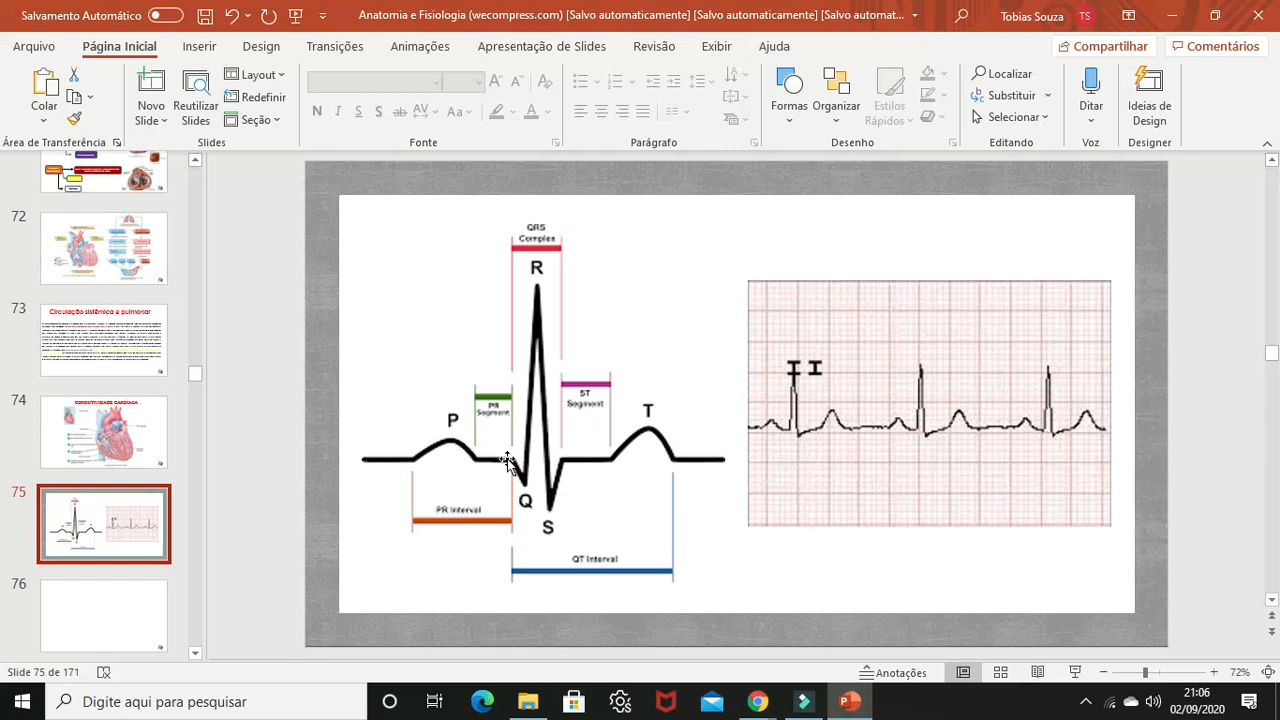 Salvamento Automático
Anatomia e Fisiologia (wecompress.com) [Salvo automaticamente] [Salvo automaticamente] [Salvo automat...
Tobias Souza
TS
Arquivo Página Inicial Inserir Design Transições Animações Apresentação de Slides Revisão Exibir Ajuda
Compartilhar Comentários
Colar
Área de Transferência
Novo Slide
Reutilizar Slides
Layout
Redefinir
Seção
Slides
N I S S ab AV Aa A
Fonte
Parágrafo
Formas
Organizar
Estilos Rápidos
Desenho
Localizar
Substituir
Selecionar
Editando
Ditar
Voz
Ideias de Design
Designer
72
73
Circulação sistêmica e pulmonar
74
CONDUTIVIDADE CARDÍACA
75
76
QRS
Complex
R
PR
Segment
ST
Segment
P
T
Q
S
PR Interval
QT Interval
II
Slide 75 de 171
Anotações
72%
Digite aqui para pesquisar
21:06
02/09/2020